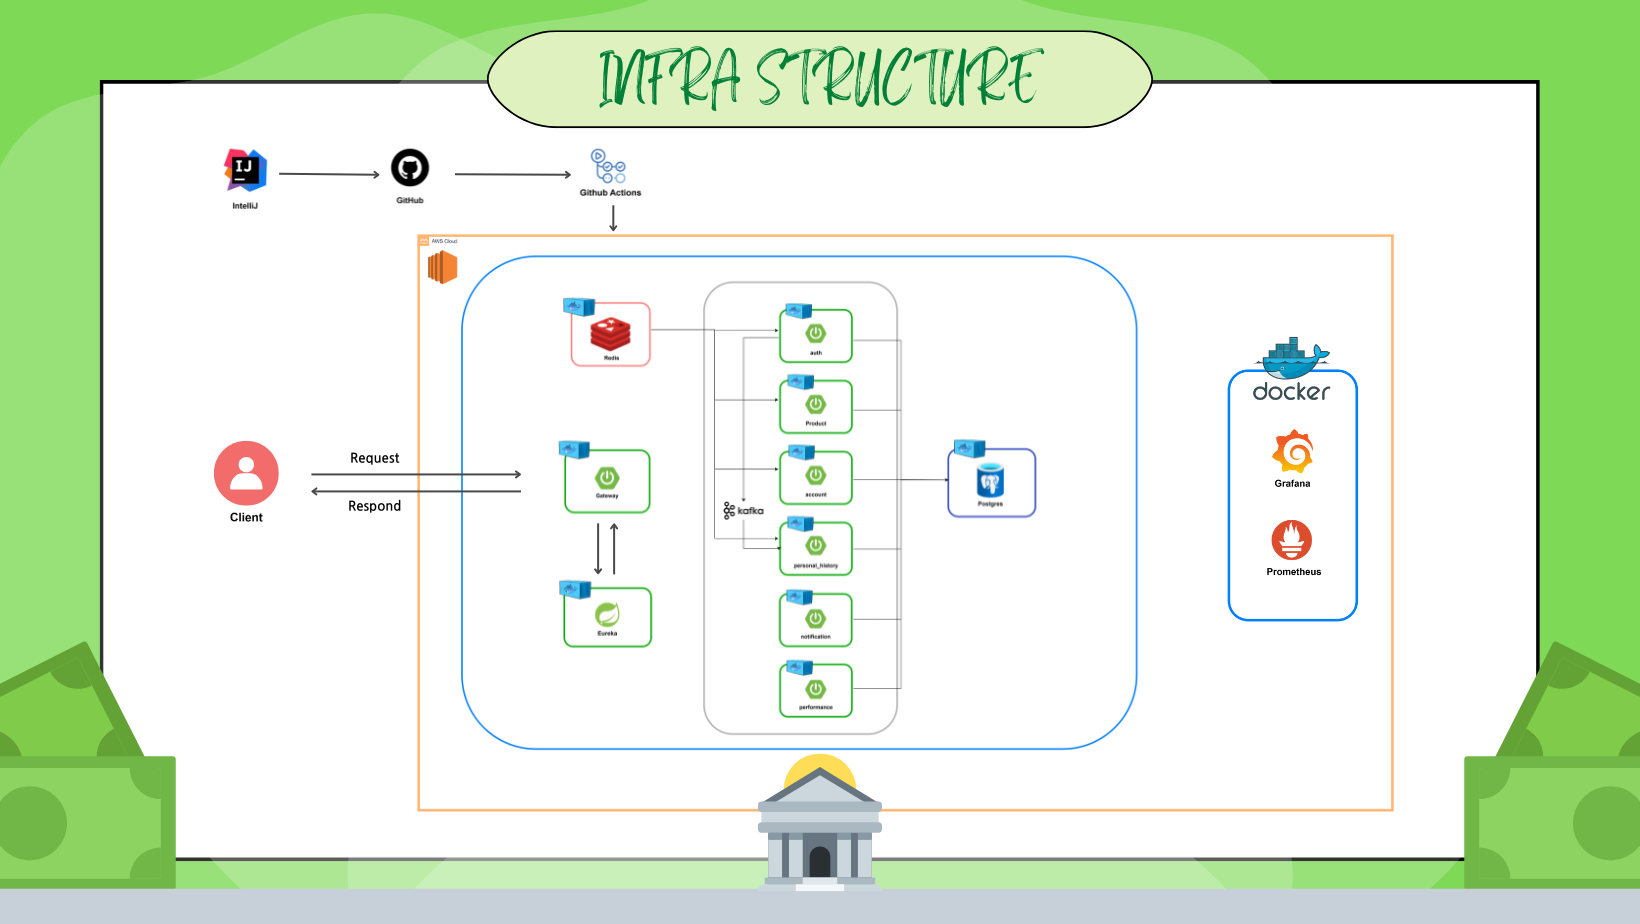 INFRA STRUCTURE
IJ
IntelliJ
GitHub
Github Actions
AWS Cloud
Redis
auth
Product
account
kafka
personal_history
notification
performance
Request
Respond
Client
Gateway
Eureka
Postgres
docker
Grafana
Prometheus